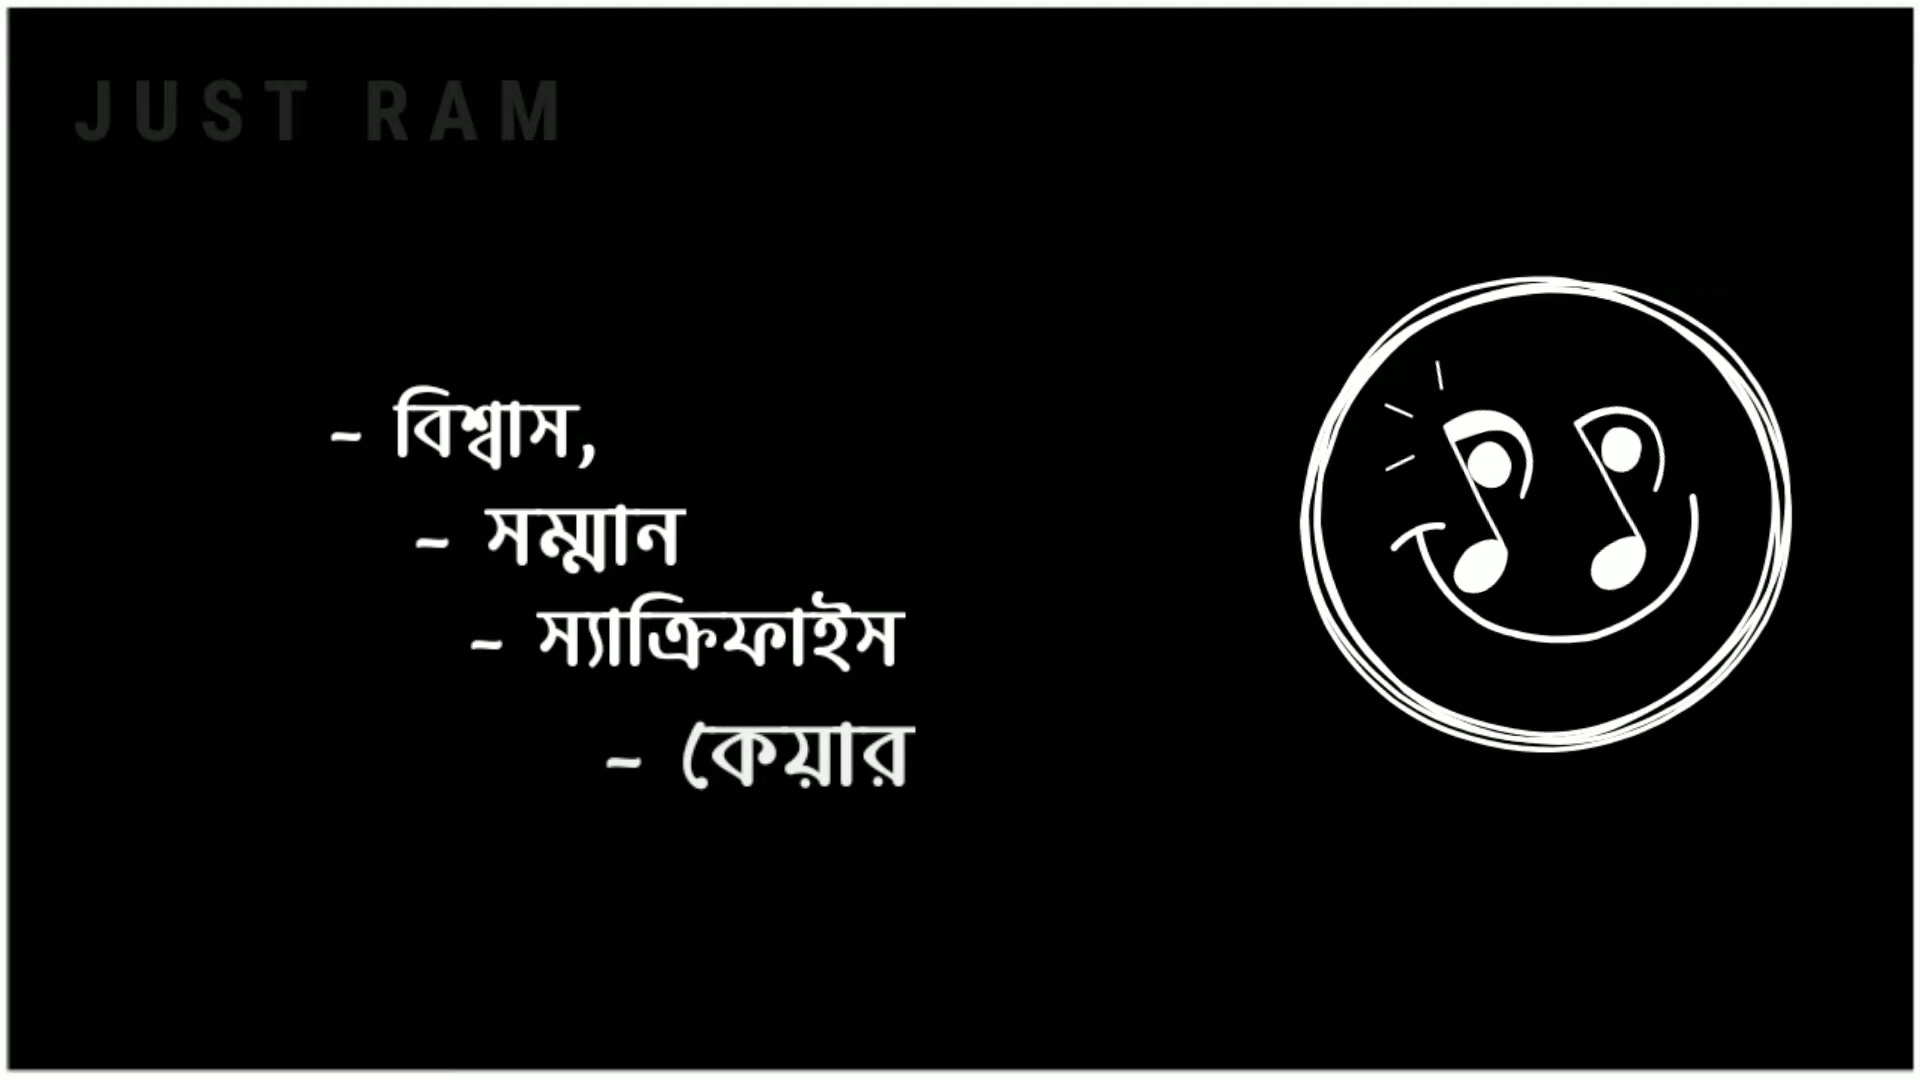 JUST RAM
- বিশ্বাস,
- সম্মান
- স্যাক্রিফাইস
- কেয়ার